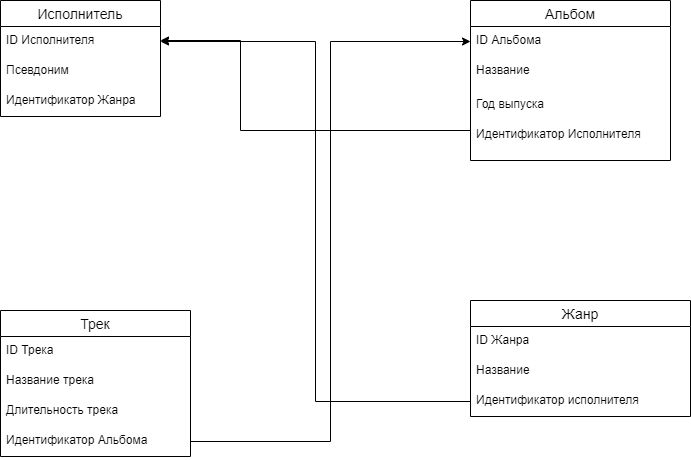 Исполнитель
ID Исполнителя
Псевдоним
Идентификатор Жанра
Альбом
ID Альбома
Название
Год выпуска
Идентификатор Исполнителя
Трек
ID Трека
Название трека
Длительность трека
Идентификатор Альбома
Жанр
ID Жанра
Название
Идентификатор исполнителя